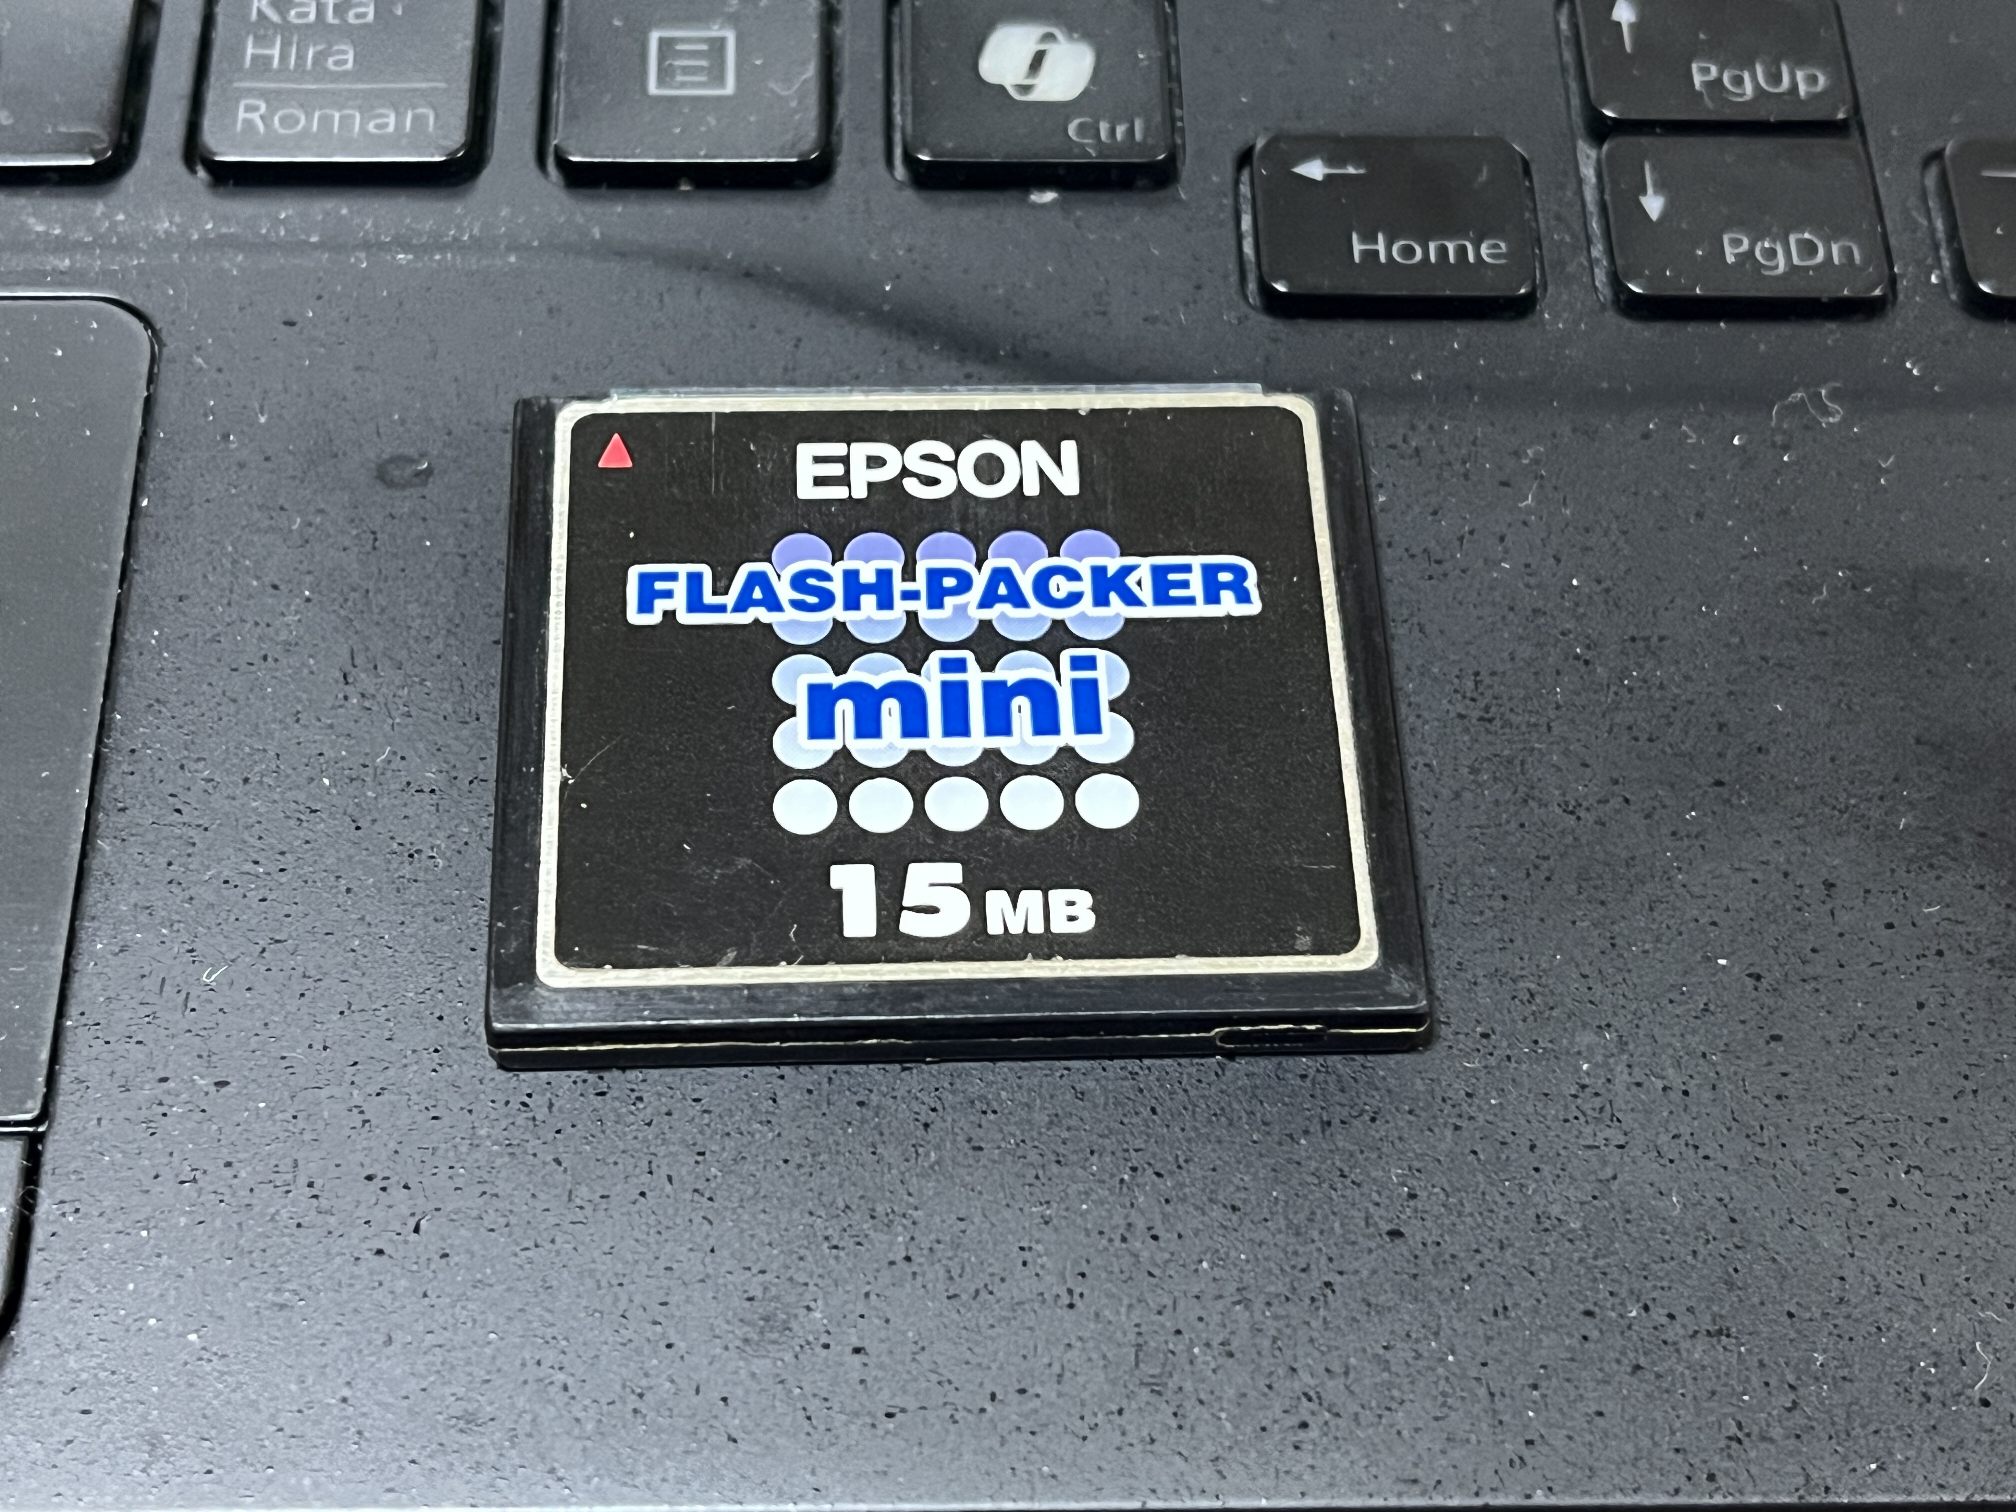 Kata
Hira
Roman
Ctrl
PgUp
Home
PgDn
EPSON
FLASH-PACKER
mini
15 MB